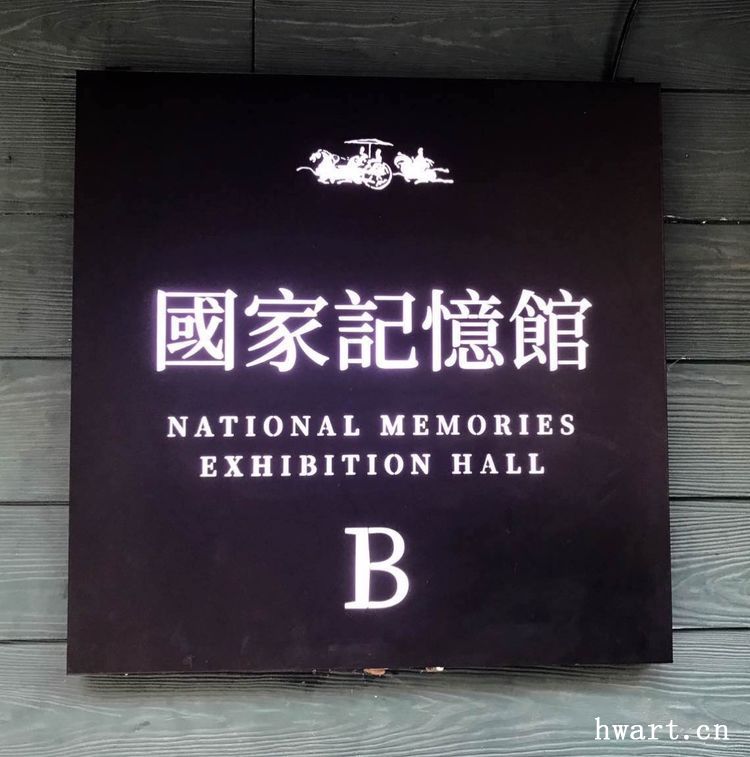 國家記憶館
NATIONAL MEMORIES
EXHIBITION HALL
B
hwart.cn